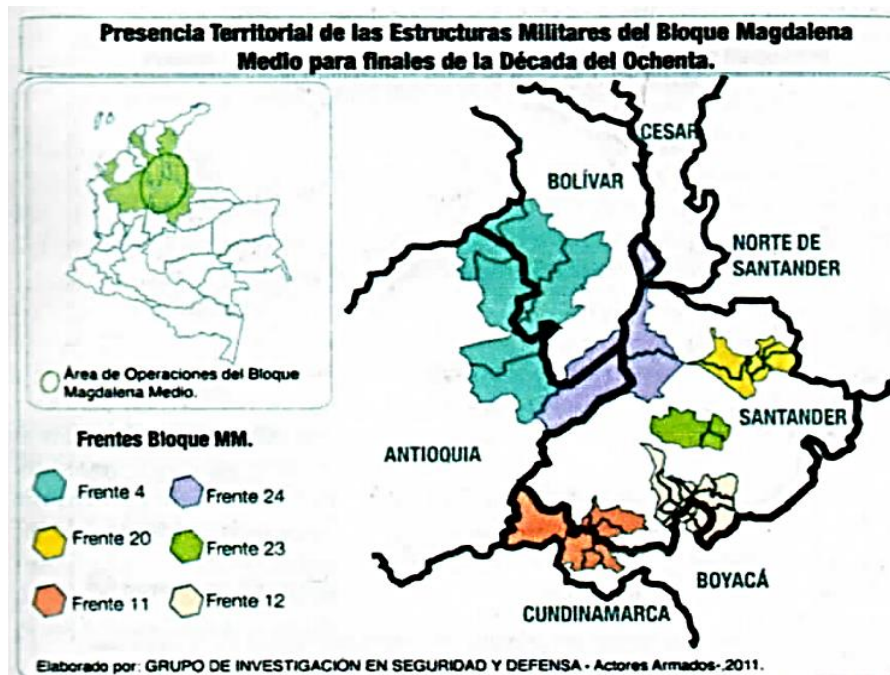 Presencia Territorial de las Estructuras Militares del Bloque Magdalena
Medio para finales de la Década del Ochenta.
Área de Operaciones del Bloque
Magdalena Medio.
Frentes Bloque MM.
Frente 4
Frente 24
Frente 20
Frente 23
Frente 11
Frente 12
CESAR
BOLÍVAR
NORTE DE
SANTANDER
SANTANDER
ANTIOQUIA
BOYACÁ
CUNDINAMARCA
Elaborado por: GRUPO DE INVESTIGACIÓN EN SEGURIDAD Y DEFENSA - Actores Armados-,2011.